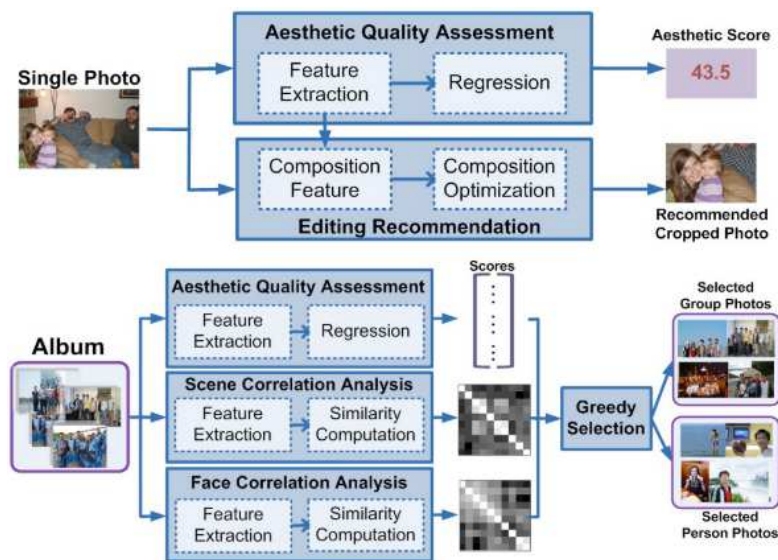 Aesthetic Quality Assessment
Aesthetic Score
Single Photo
Feature
Extraction
Regression
43.5
Composition
Feature
Composition
Optimization
Editing Recommendation
Recommended
Cropped Photo
Aesthetic Quality Assessment
Scores
Feature
Extraction
Regression
Selected
Group Photos
Album
Scene Correlation Analysis
Feature
Extraction
Similarity
Computation
Greedy
Selection
Face Correlation Analysis
Feature
Extraction
Similarity
Computation
Selected
Person Photos